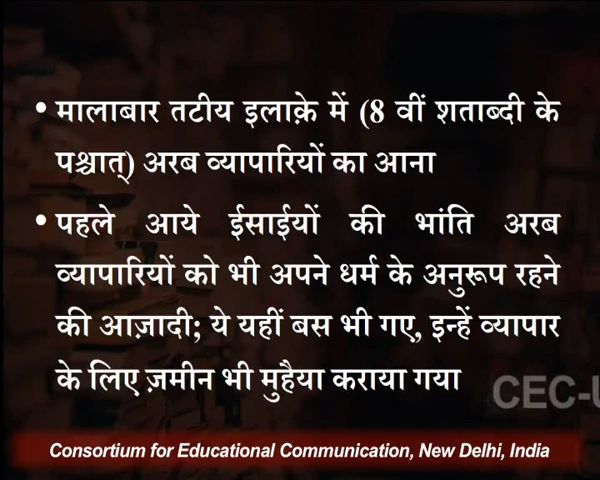 • मालाबार तटीय इलाक़े में (8 वीं शताब्दी के
पश्चात्) अरब व्यापारियों का आना
• पहले आये ईसाईयों की भांति अरब
व्यापारियों को भी अपने धर्म के अनुरूप रहने
की आज़ादी; ये यहीं बस भी गए, इन्हें व्यापार
के लिए ज़मीन भी मुहैया कराया गया
CEC-U
Consortium for Educational Communication, New Delhi, India